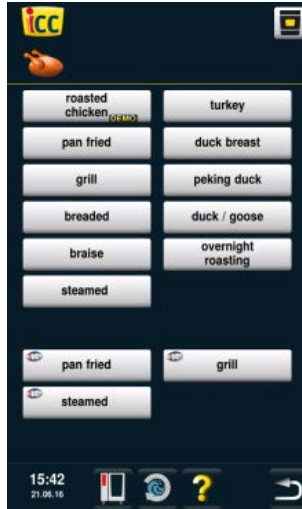 iCC
roasted
chicken
DEMO
turkey
pan fried
duck breast
grill
peking duck
breaded
duck / goose
braise
overnight
roasting
steamed
pan fried
grill
steamed
15:42
21.06.16
?